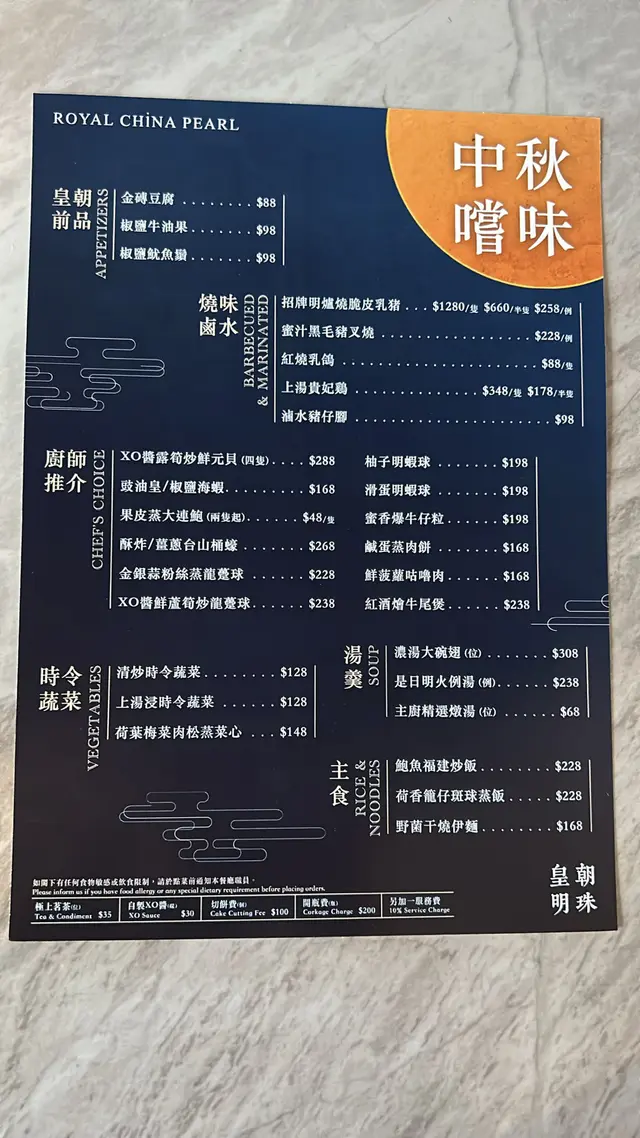 ROYAL CHINA PEARL
中秋
嚐味
皇朝
前品
APPETIZERS
金磚豆腐 ........ $88
椒鹽牛油果 ....... $98
椒鹽魷魚鬚 ....... $98
燒味
鹵水
BARBECUED
& MARINATED
招牌明爐燒脆皮乳豬 ... $1280/隻 $660/半隻 $258/例
蜜汁黑毛豬叉燒 ................. $228/例
紅燒乳鴿 ..................... $88/隻
上湯貴妃鷄 ............ $348/隻 $178/半隻
滷水豬仔腳 ..................... $98
廚師
推介
CHEF'S CHOICE
XO醬露筍炒鮮元貝 (四隻) .... $288
豉油皇/椒鹽海蝦 ......... $168
果皮蒸大連鮑 (兩隻起) ....... $48/隻
酥炸/薑蔥台山桶蠔 ....... $268
金銀蒜粉絲蒸龍躉球 ....... $228
XO醬鮮蘆筍炒龍躉球 ...... $238
柚子明蝦球 ....... $198
滑蛋明蝦球 ....... $198
蜜香爆牛仔粒 ...... $198
鹹蛋蒸肉餅 ....... $168
鮮菠蘿咕嚕肉 ...... $168
紅酒燴牛尾煲 ...... $238
時令
蔬菜
VEGETABLES
清炒時令蔬菜 ........ $128
上湯浸時令蔬菜 ....... $128
荷葉梅菜肉松蒸菜心 ... $148
湯
羹
SOUP
濃湯大碗翅 (位) ........ $308
是日明火例湯 (例) ....... $238
主廚精選燉湯 (位) ...... $68
主
食
RICE &
NOODLES
鮑魚福建炒飯 ......... $228
荷香籠仔斑球蒸飯 ...... $228
野菌干燒伊麵 ......... $168
如閣下有任何食物敏感或飲食限制，請於點菜前通知本餐廳職員。
Please inform us if you have food allergy or any special dietary requirement before placing orders.
極上茗茶(位)
Tea & Condiment $35
自製XO醬(碟)
XO Sauce $30
切餅費(個)
Cake Cutting Fee $100
開瓶費(瓶)
Corkage Charge $200
另加一服務費
10% Service Charge
皇朝
明珠